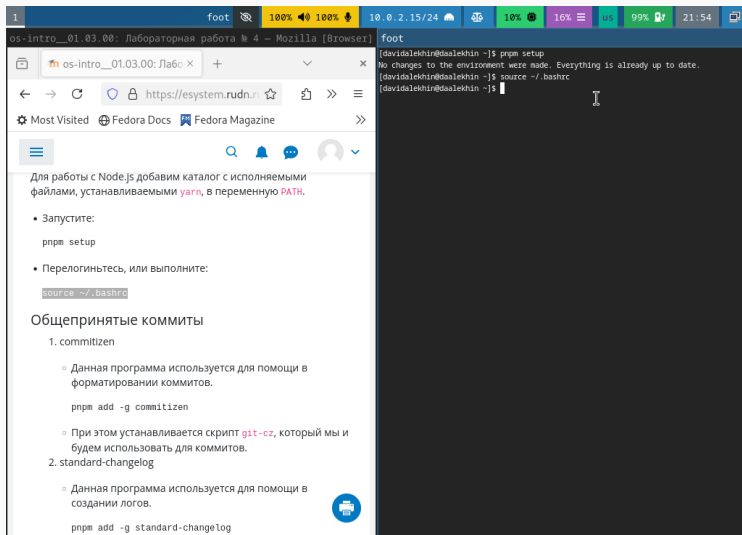 1
foot
100% 100%
10.0.2.15/24
10%
16%
us
99%
21:54
os-intro__01.03.00: Лабораторная работа № 4 — Mozilla [Browser]
os-intro__01.03.00: Лабо
https://esystem.rudn.r
Most Visited Fedora Docs Fedora Magazine
Для работы с Node.js добавим каталог с исполняемыми
файлами, устанавливаемыми yarn, в переменную PATH.
• Запустите:
pnpm setup
• Перелогиньтесь, или выполните:
source ~/.bashrc
Общепринятые коммиты
1. commitizen
Данная программа используется для помощи в
форматировании коммитов.
pnpm add -g commitizen
При этом устанавливается скрипт git-cz, который мы и
будем использовать для коммитов.
2. standard-changelog
Данная программа используется для помощи в
создании логов.
pnpm add -g standard-changelog
foot
[davidalekhin@daalekhin ~]$ pnpm setup
No changes to the environment were made. Everything is already up to date.
[davidalekhin@daalekhin ~]$ source ~/.bashrc
[davidalekhin@daalekhin ~]$